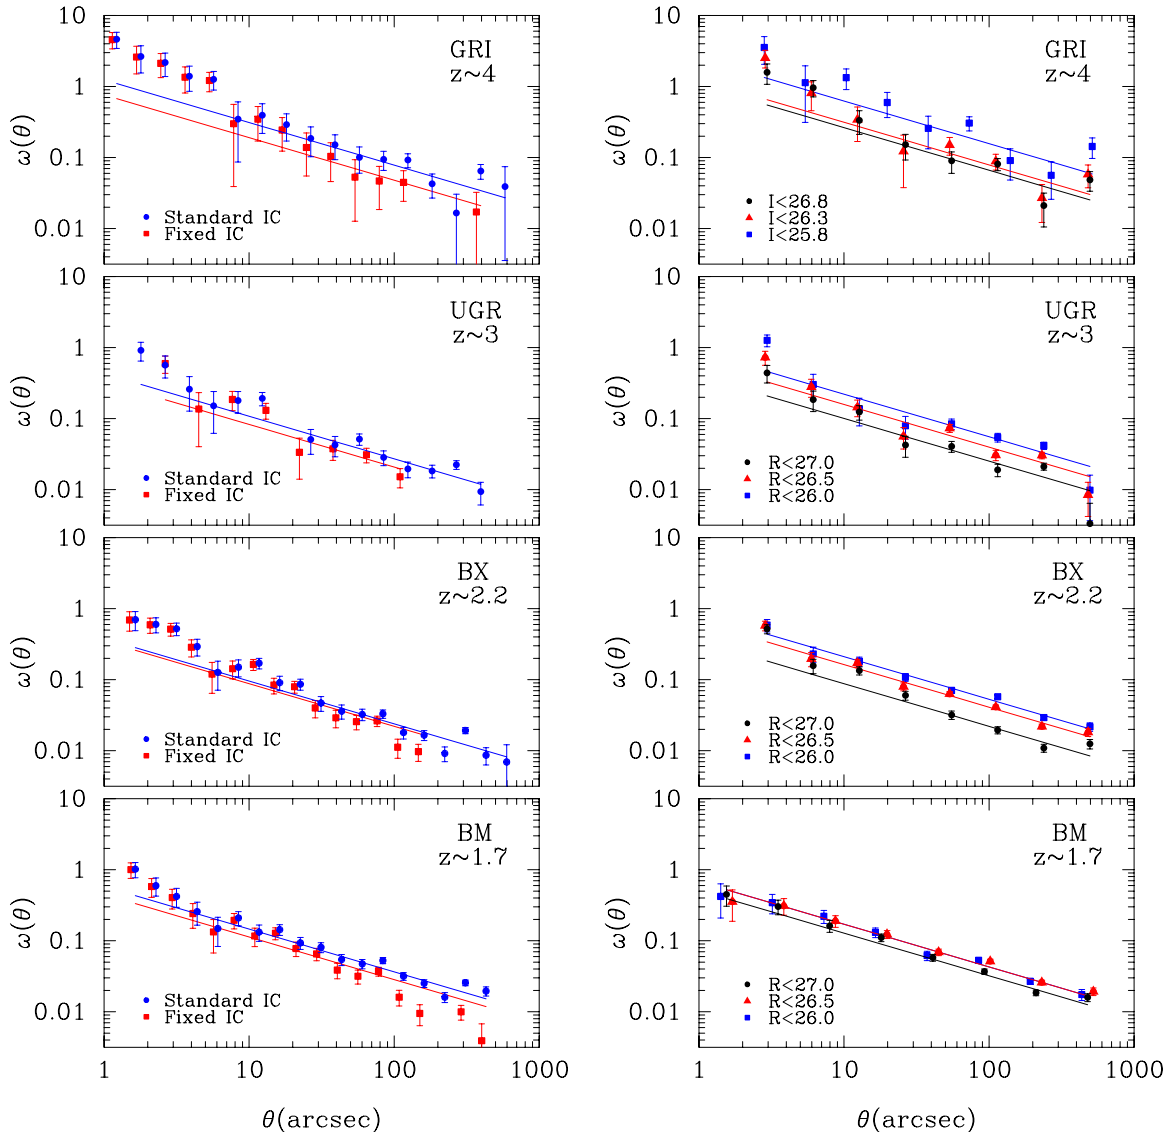 10
1
0.1
0.01
ω(θ)
GRI
z~4
Standard IC
Fixed IC
10
1
0.1
0.01
ω(θ)
GRI
z~4
I<26.8
I<26.3
I<25.8
10
1
0.1
0.01
ω(θ)
UGR
z~3
Standard IC
Fixed IC
10
1
0.1
0.01
ω(θ)
UGR
z~3
R<27.0
R<26.5
R<26.0
10
1
0.1
0.01
ω(θ)
BX
z~2.2
Standard IC
Fixed IC
10
1
0.1
0.01
ω(θ)
BX
z~2.2
R<27.0
R<26.5
R<26.0
10
1
0.1
0.01
ω(θ)
BM
z~1.7
Standard IC
Fixed IC
1 10 100 1000
θ(arcsec)
10
1
0.1
0.01
ω(θ)
BM
z~1.7
R<27.0
R<26.5
R<26.0
1 10 100 1000
θ(arcsec)